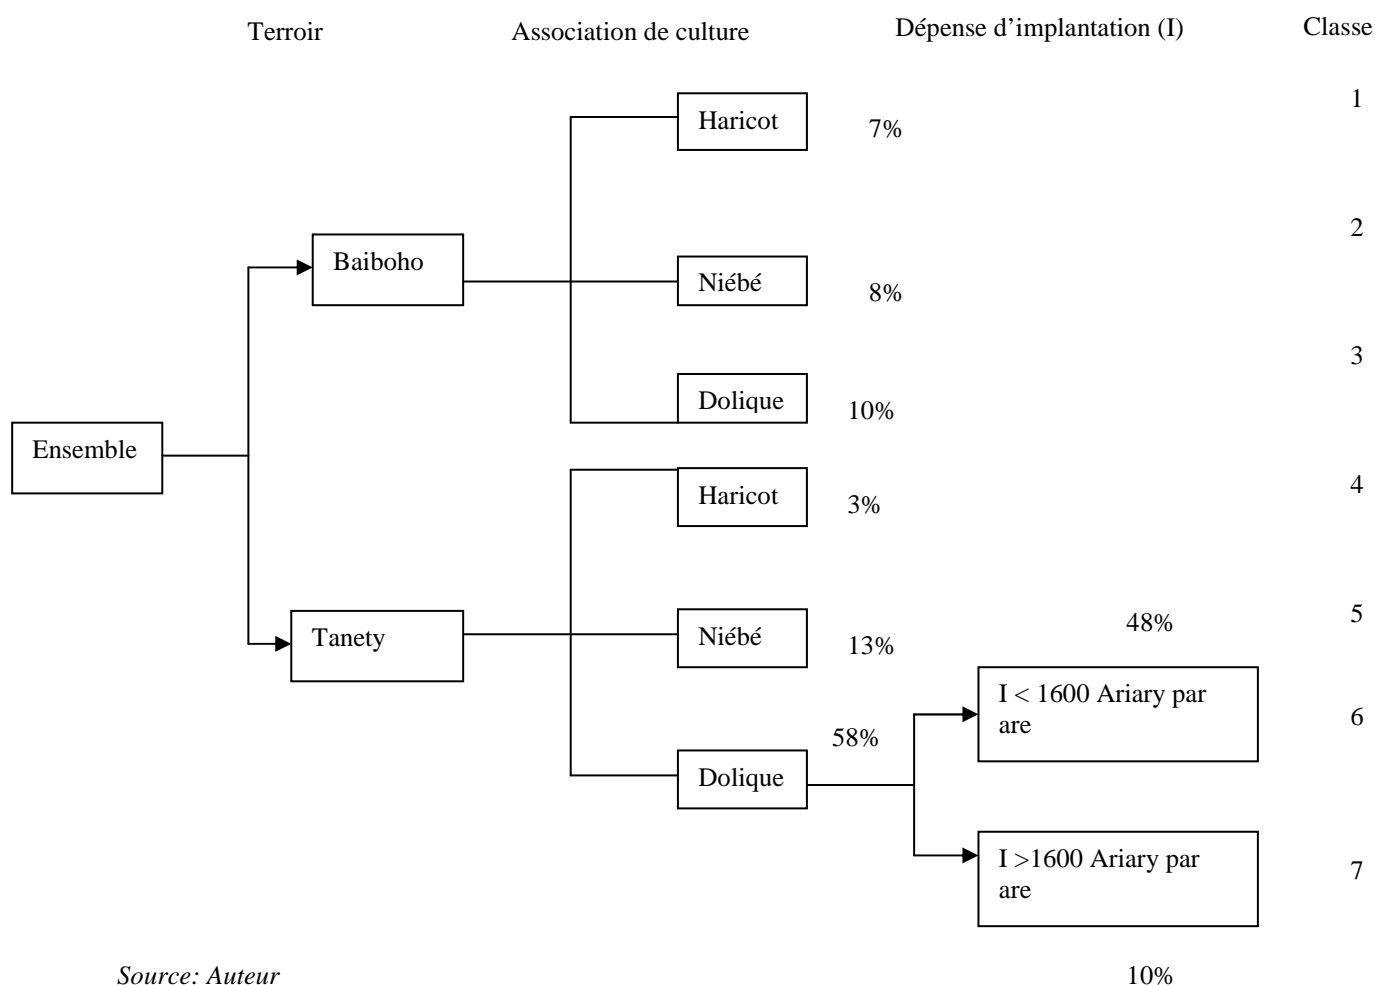 Terroir
Association de culture
Dépense d’implantation (I)
Classe
Haricot
7%
1
2
Baiboho
Niébé
8%
3
Dolique
10%
Ensemble
Haricot
3%
4
Tanety
Niébé
13%
48%
5
I < 1600 Ariary par
are
6
58%
Dolique
I >1600 Ariary par
are
7
Source: Auteur
10%